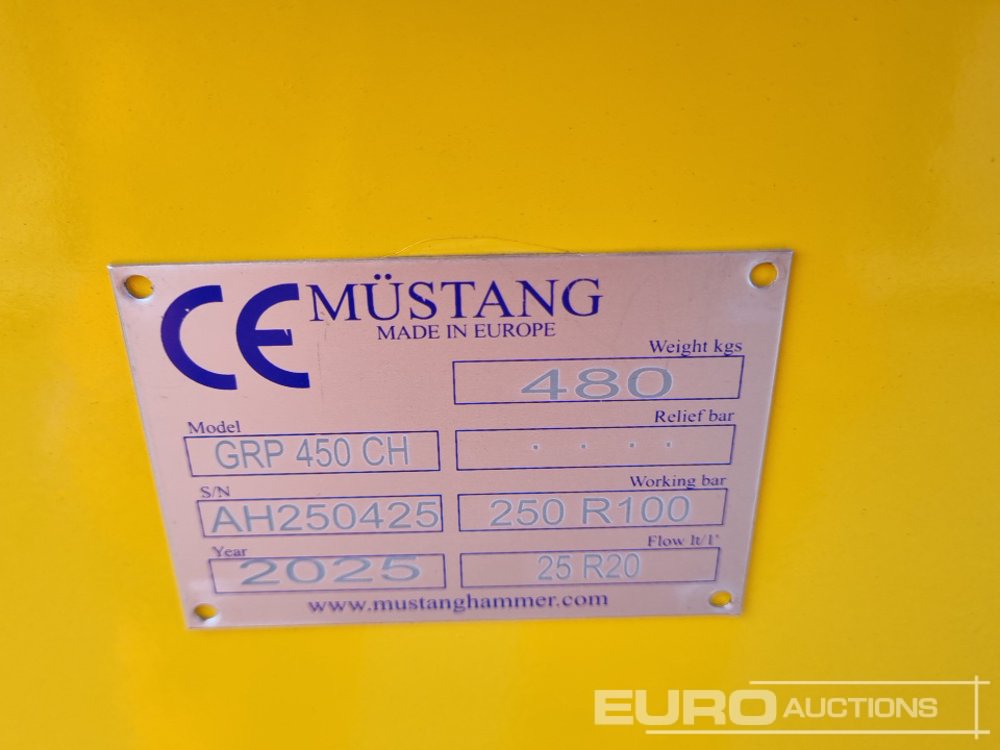 CE MÜSTANG
MADE IN EUROPE
Weight kgs
480
Model
GRP 450 CH
Relief bar
. . . .
S/N
AH250425
Working bar
250 R100
Year
2025
Flow lt/1'
25 R20
www.mustanghammer.com
EURO AUCTIONS